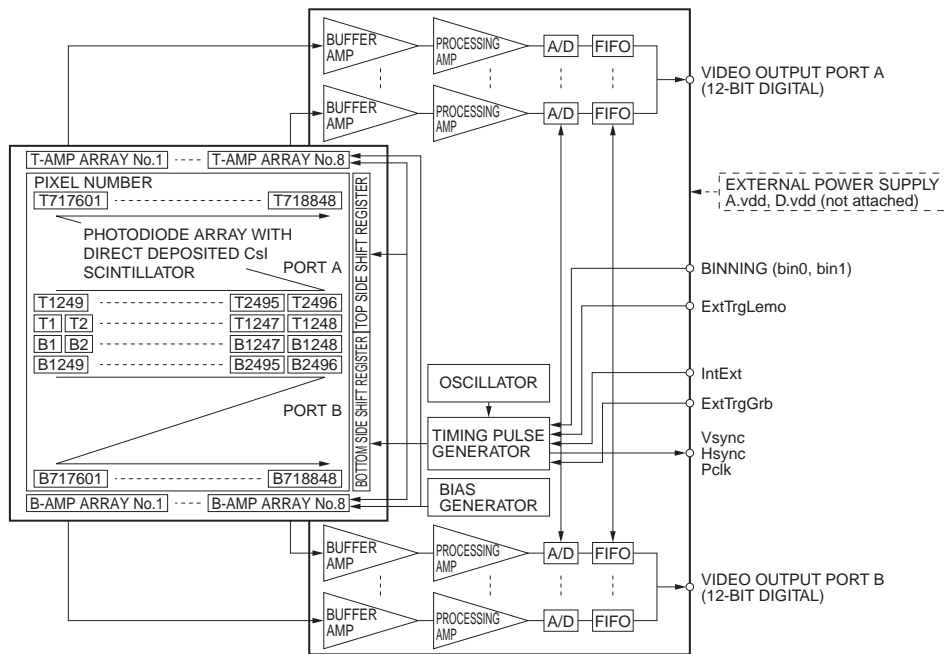 BUFFER AMP
PROCESSING AMP
A/D
FIFO
VIDEO OUTPUT PORT A
(12-BIT DIGITAL)
BUFFER AMP
PROCESSING AMP
A/D
FIFO
T-AMP ARRAY No.1
T-AMP ARRAY No.8
PIXEL NUMBER
T717601
T718848
PHOTODIODE ARRAY WITH
DIRECT DEPOSITED CsI
SCINTILLATOR
PORT A
T1249
T2495
T2496
T1
T2
T1247
T1248
B1
B2
B1247
B1248
B1249
B2495
B2496
PORT B
B717601
B718848
B-AMP ARRAY No.1
B-AMP ARRAY No.8
TOP SIDE SHIFT REGISTER
BOTTOM SIDE SHIFT REGISTER
EXTERNAL POWER SUPPLY
A.vdd, D.vdd (not attached)
BINNING (bin0, bin1)
ExtTrgLemo
IntExt
ExtTrgGrb
OSCILLATOR
TIMING PULSE
GENERATOR
Vsync
Hsync
Pclk
BIAS
GENERATOR
BUFFER AMP
PROCESSING AMP
A/D
FIFO
VIDEO OUTPUT PORT B
(12-BIT DIGITAL)
BUFFER AMP
PROCESSING AMP
A/D
FIFO